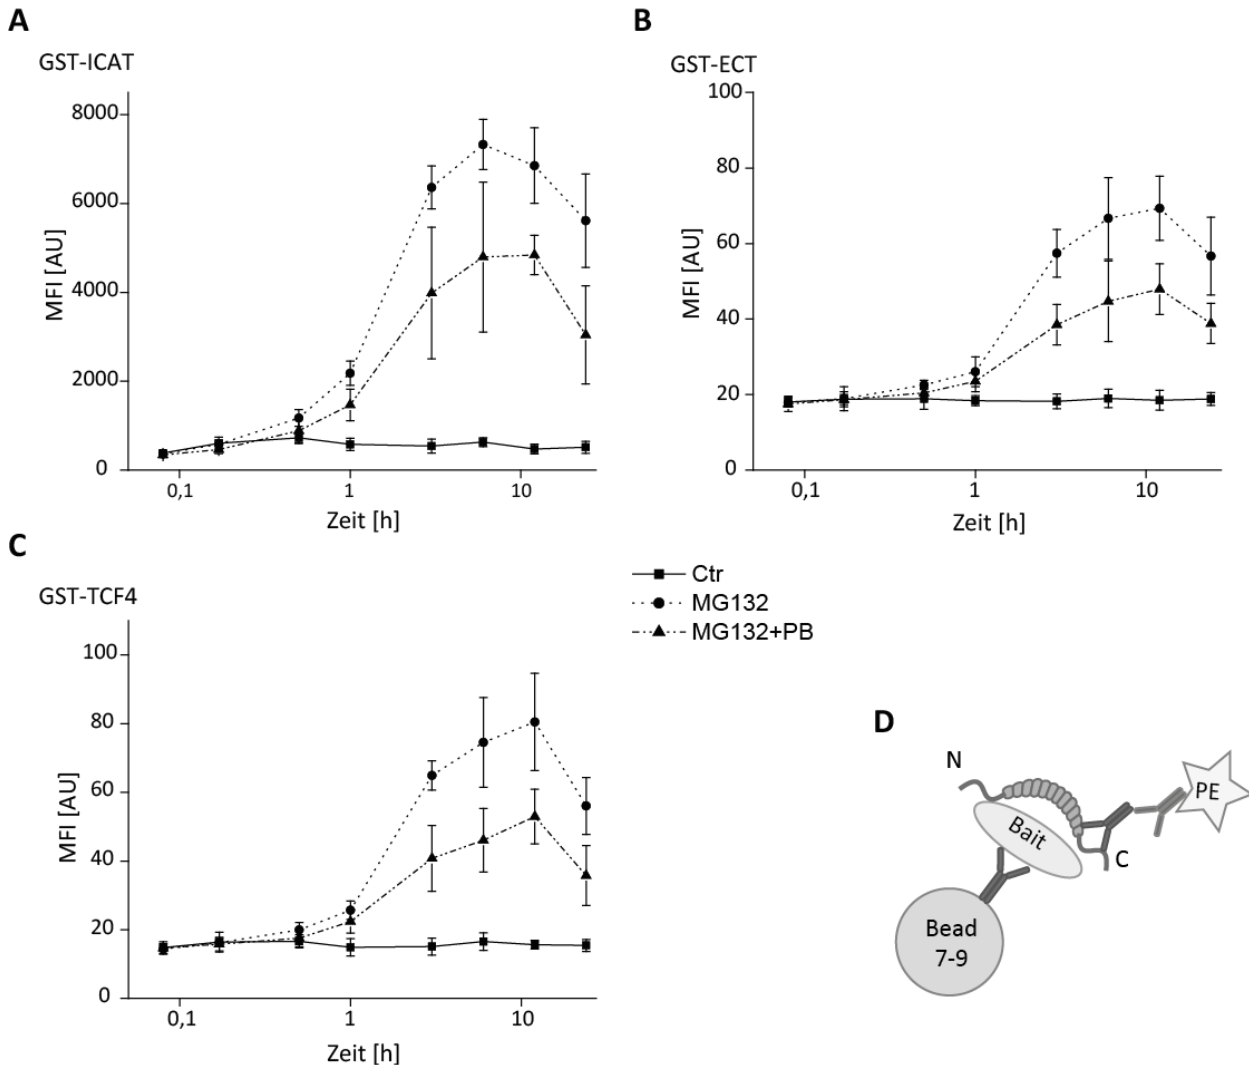 A
GST-ICAT
MFI [AU]
8000
6000
4000
2000
0
0,1
1
10
Zeit [h]
B
GST-ECT
MFI [AU]
100
80
60
40
20
0
0,1
1
10
Zeit [h]
C
GST-TCF4
MFI [AU]
100
80
60
40
20
0
0,1
1
10
Zeit [h]
Ctr
MG132
MG132+PB
D
N
PE
Bait
C
Bead
7-9